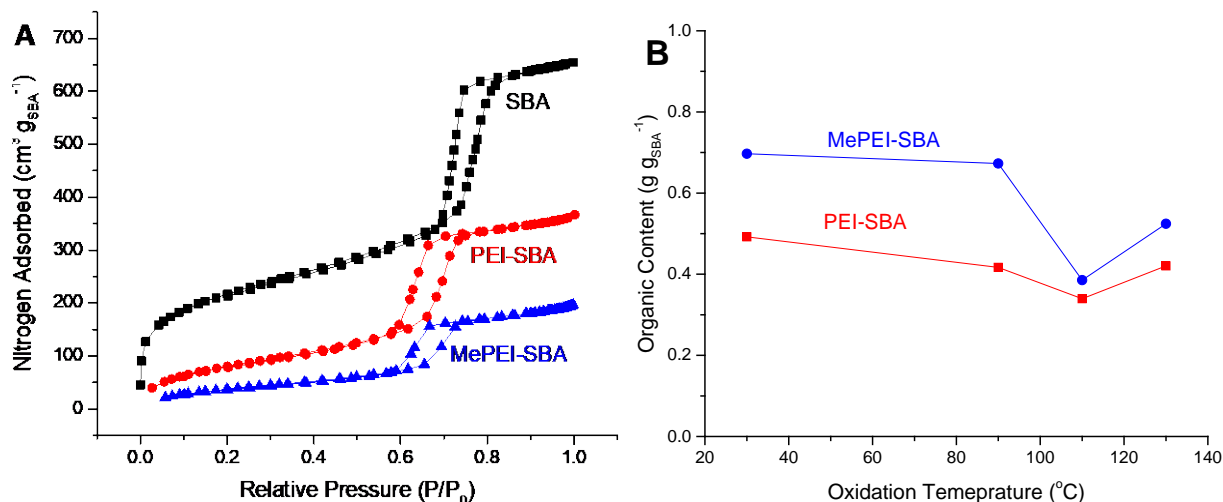 A
Nitrogen Adsorbed (cm³ g_SBA⁻¹)
700
600
500
400
300
200
100
0
SBA
PEI-SBA
MePEI-SBA
0.0 0.2 0.4 0.6 0.8 1.0
Relative Pressure (P/P₀)
B
Organic Content (g g_SBA⁻¹)
1.0
0.8
0.6
0.4
0.2
0.0
MePEI-SBA
PEI-SBA
20 40 60 80 100 120 140
Oxidation Temeprature (°C)